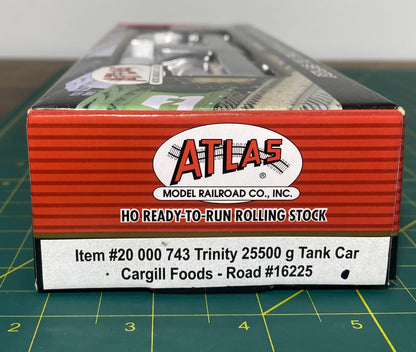 ATLAS
®
MODEL RAILROAD CO., INC.
HO READY-TO-RUN ROLLING STOCK
Item #20 000 743 Trinity 25500 g Tank Car
Cargill Foods - Road #16225
2
3
4
5